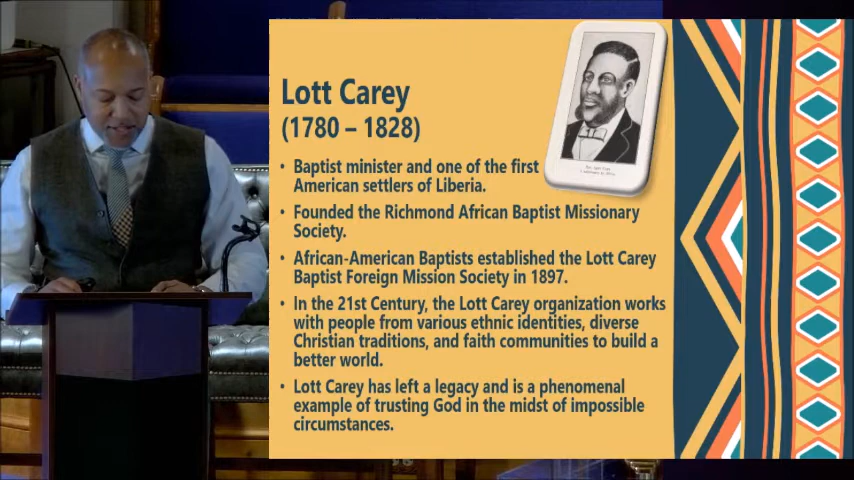 Lott Carey
(1780 – 1828)
• Baptist minister and one of the first
American settlers of Liberia.
• Founded the Richmond African Baptist Missionary
Society.
• African-American Baptists established the Lott Carey
Baptist Foreign Mission Society in 1897.
• In the 21st Century, the Lott Carey organization works
with people from various ethnic identities, diverse
Christian traditions, and faith communities to build a
better world.
• Lott Carey has left a legacy and is a phenomenal
example of trusting God in the midst of impossible
circumstances.